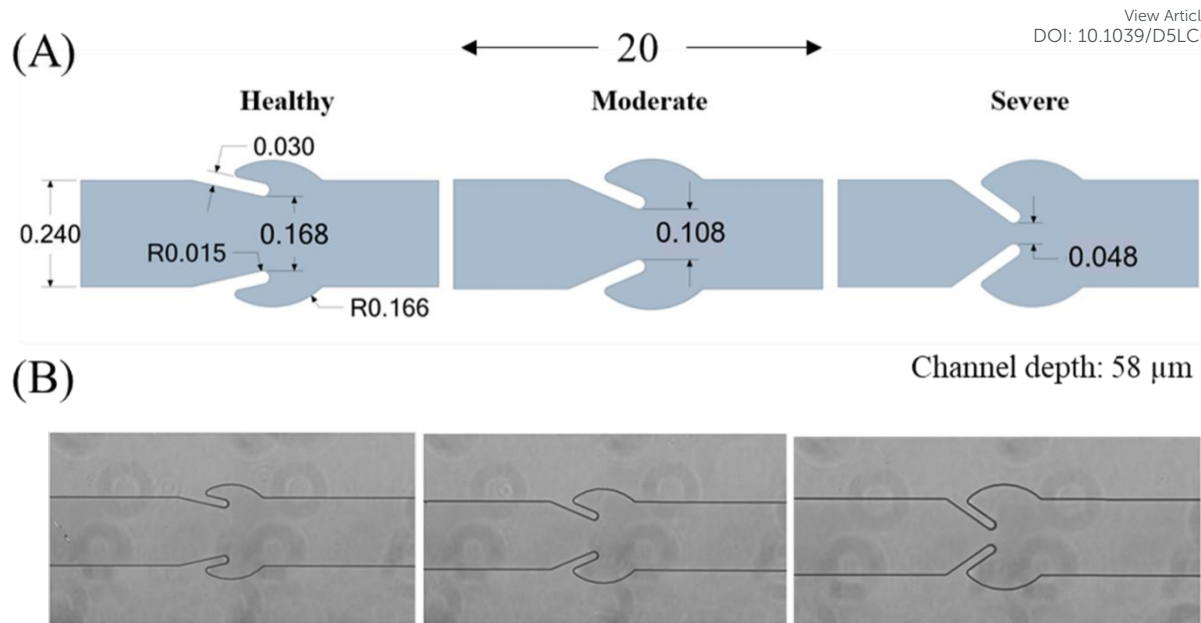 View Articl
DOI: 10.1039/D5LC
(A)
20
Healthy
Moderate
Severe
0.030
0.240
R0.015
0.168
R0.166
0.108
0.048
Channel depth: 58 µm
(B)